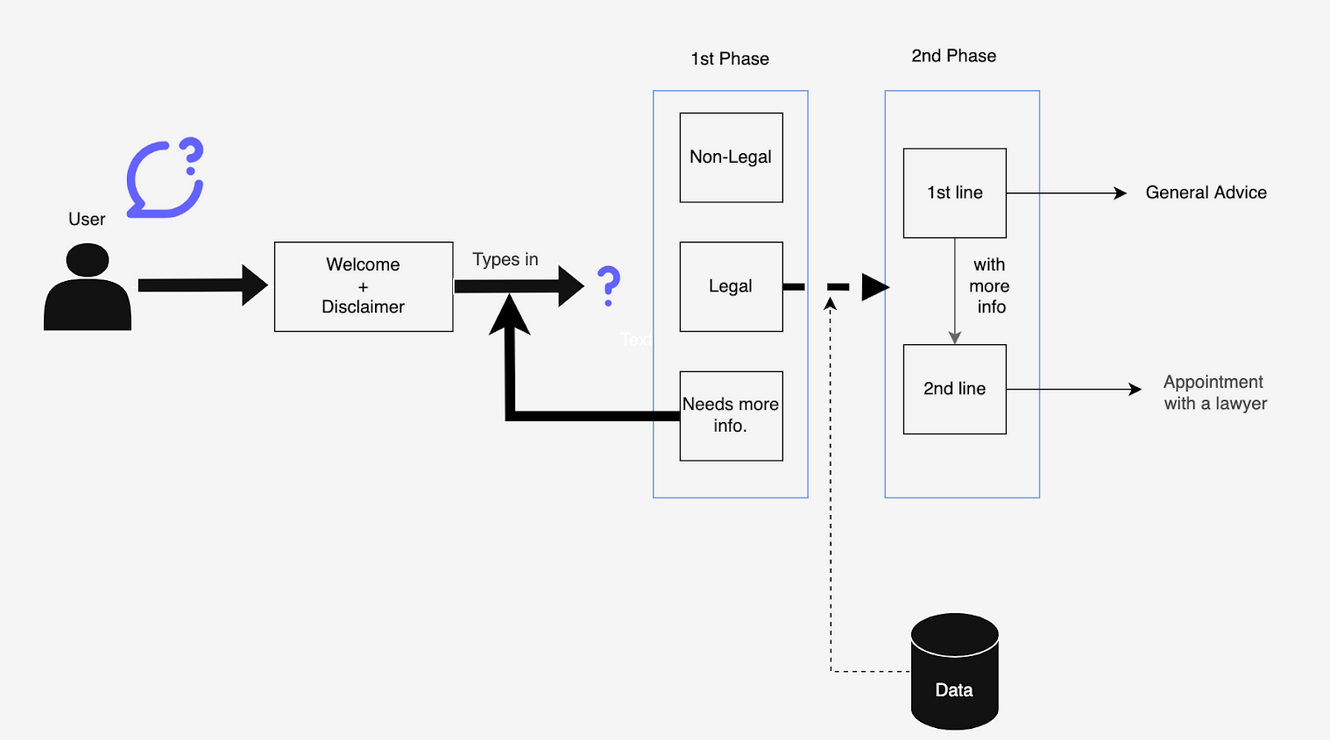 1st Phase
2nd Phase
Non-Legal
1st line
General Advice
User
Welcome
+
Disclaimer
Types in
?
?
Legal
with
more
info
Text
Needs more
info.
2nd line
Appointment
with a lawyer
Data